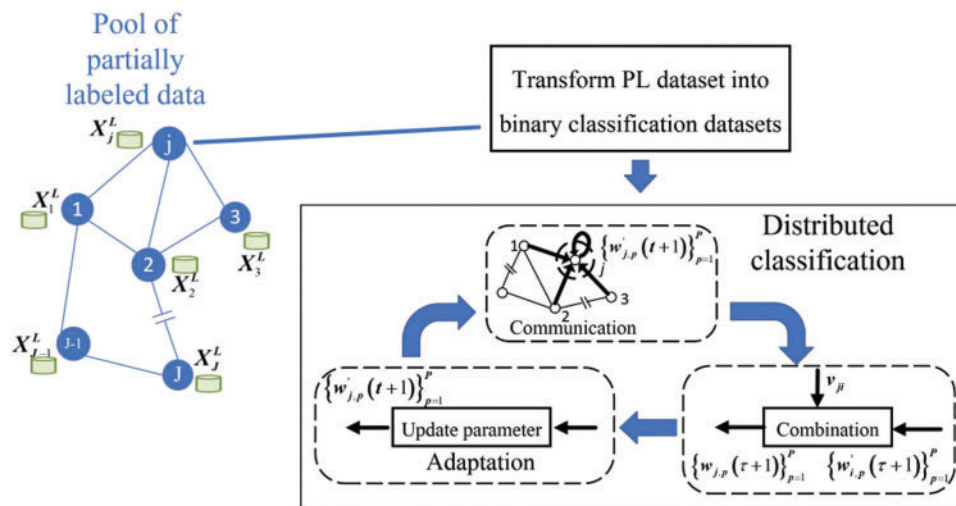 Pool of
partially
labeled data
X_j^L
j
X_1^L
1
3
X_3^L
2
X_2^L
X_{J-1}^L
J-1
X_J^L
J
Transform PL dataset into
binary classification datasets
Distributed
classification
1
j
{w'_{j,p}(t+1)}_{p=1}^P
3
2
Communication
{w'_{j,p}(t+1)}_{p=1}^P
Update parameter
Adaptation
v_{ji}
Combination
{w_{j,p}(τ+1)}_{p=1}^P {w'_{i,p}(τ+1)}_{p=1}^P